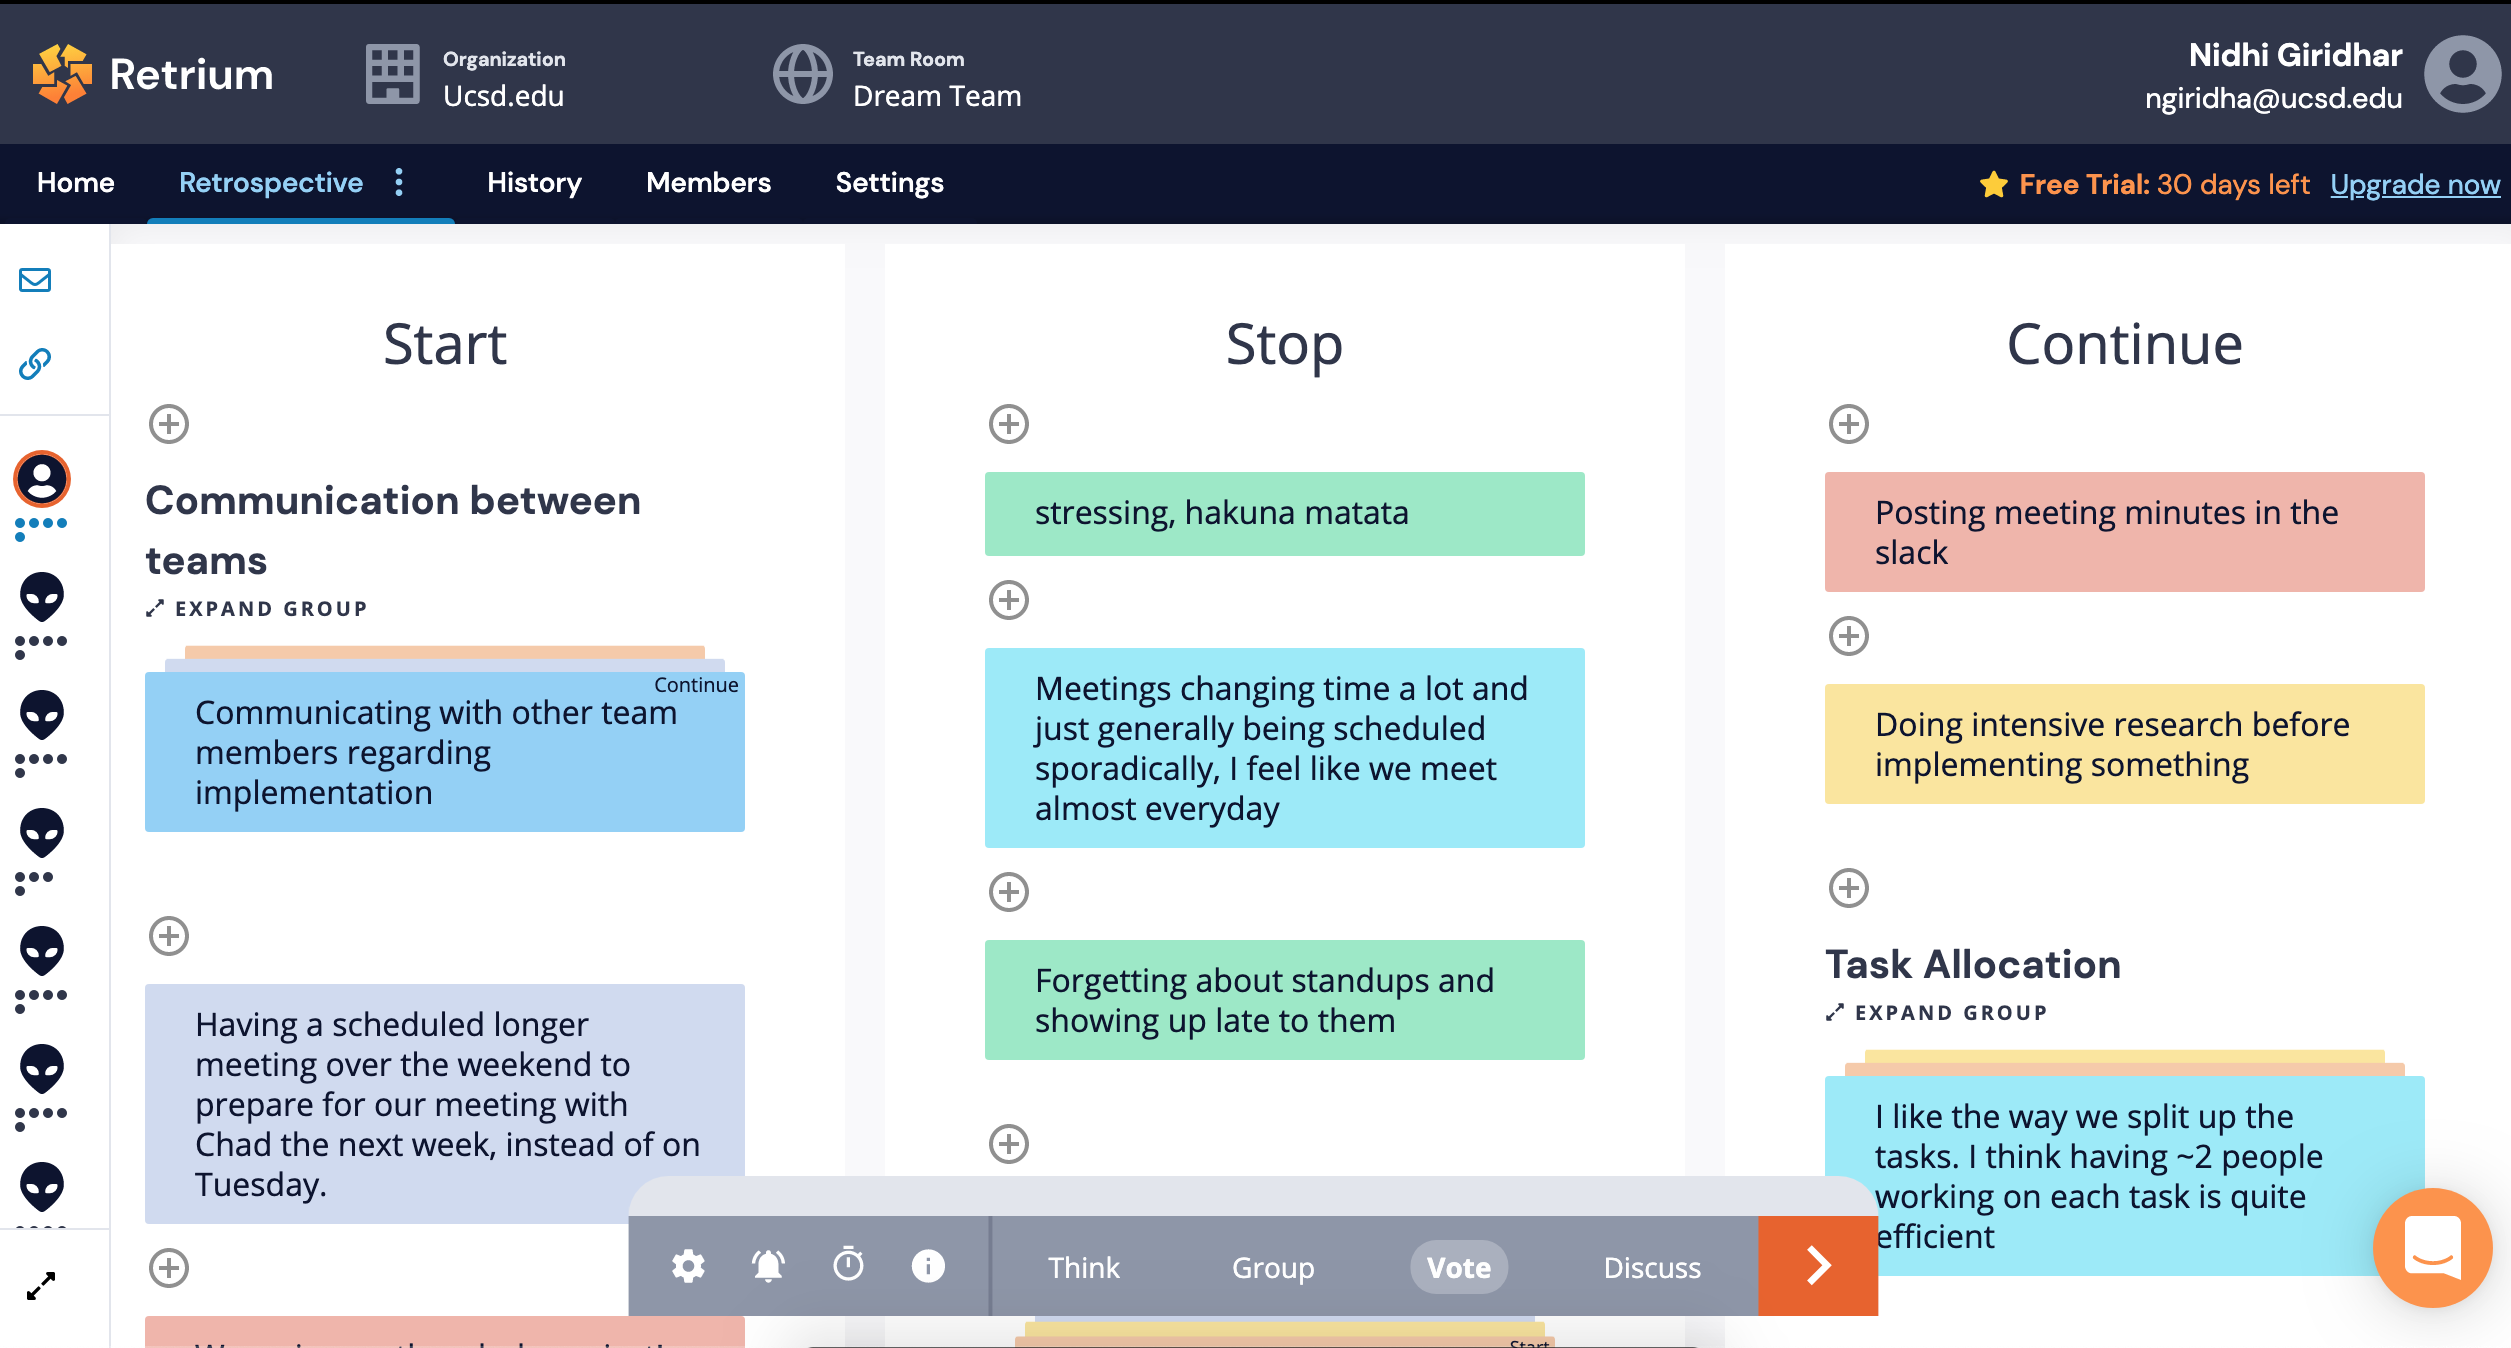 Retrium
Organization
Ucsd.edu
Team Room
Dream Team
Nidhi Giridhar
ngiridha@ucsd.edu
Home
Retrospective
History
Members
Settings
Free Trial: 30 days left
Upgrade now
Start
Communication between
teams
EXPAND GROUP
Continue
Communicating with other team
members regarding
implementation
Having a scheduled longer
meeting over the weekend to
prepare for our meeting with
Chad the next week, instead of on
Tuesday.
Stop
stressing, hakuna matata
Meetings changing time a lot and
just generally being scheduled
sporadically, I feel like we meet
almost everyday
Forgetting about standups and
showing up late to them
Start
Continue
Posting meeting minutes in the
slack
Doing intensive research before
implementing something
Task Allocation
EXPAND GROUP
I like the way we split up the
tasks. I think having ~2 people
working on each task is quite
efficient
Think
Group
Vote
Discuss